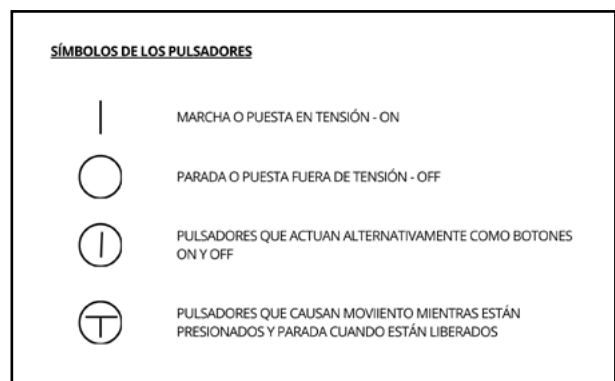 SÍMBOLOS DE LOS PULSADORES
MARCHA O PUESTA EN TENSIÓN - ON
PARADA O PUESTA FUERA DE TENSIÓN - OFF
PULSADORES QUE ACTUAN ALTERNATIVAMENTE COMO BOTONES
ON Y OFF
PULSADORES QUE CAUSAN MOVIIENTO MIENTRAS ESTÁN
PRESIONADOS Y PARADA CUANDO ESTÁN LIBERADOS